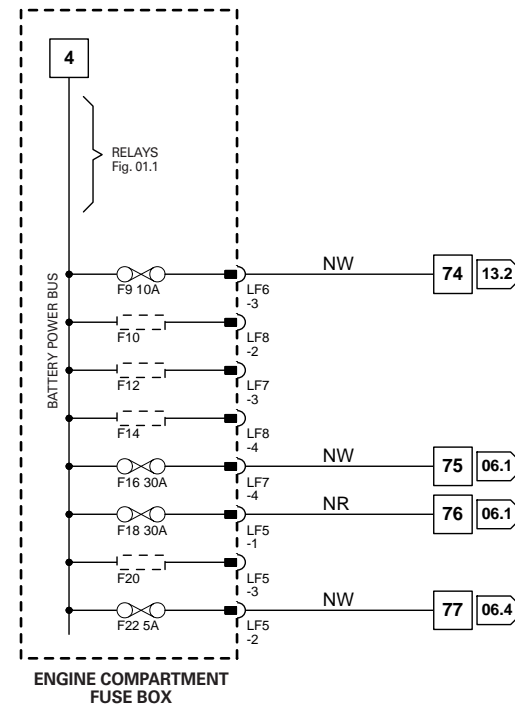 4
RELAYS
Fig. 01.1
BATTERY POWER BUS
F9 10A
LF6
-3
NW
74
13.2
F10
LF8
-2
F12
LF7
-3
F14
LF8
-4
F16 30A
LF7
-4
NW
75
06.1
F18 30A
LF5
-1
NR
76
06.1
F20
LF5
-3
F22 5A
LF5
-2
NW
77
06.4
ENGINE COMPARTMENT
FUSE BOX